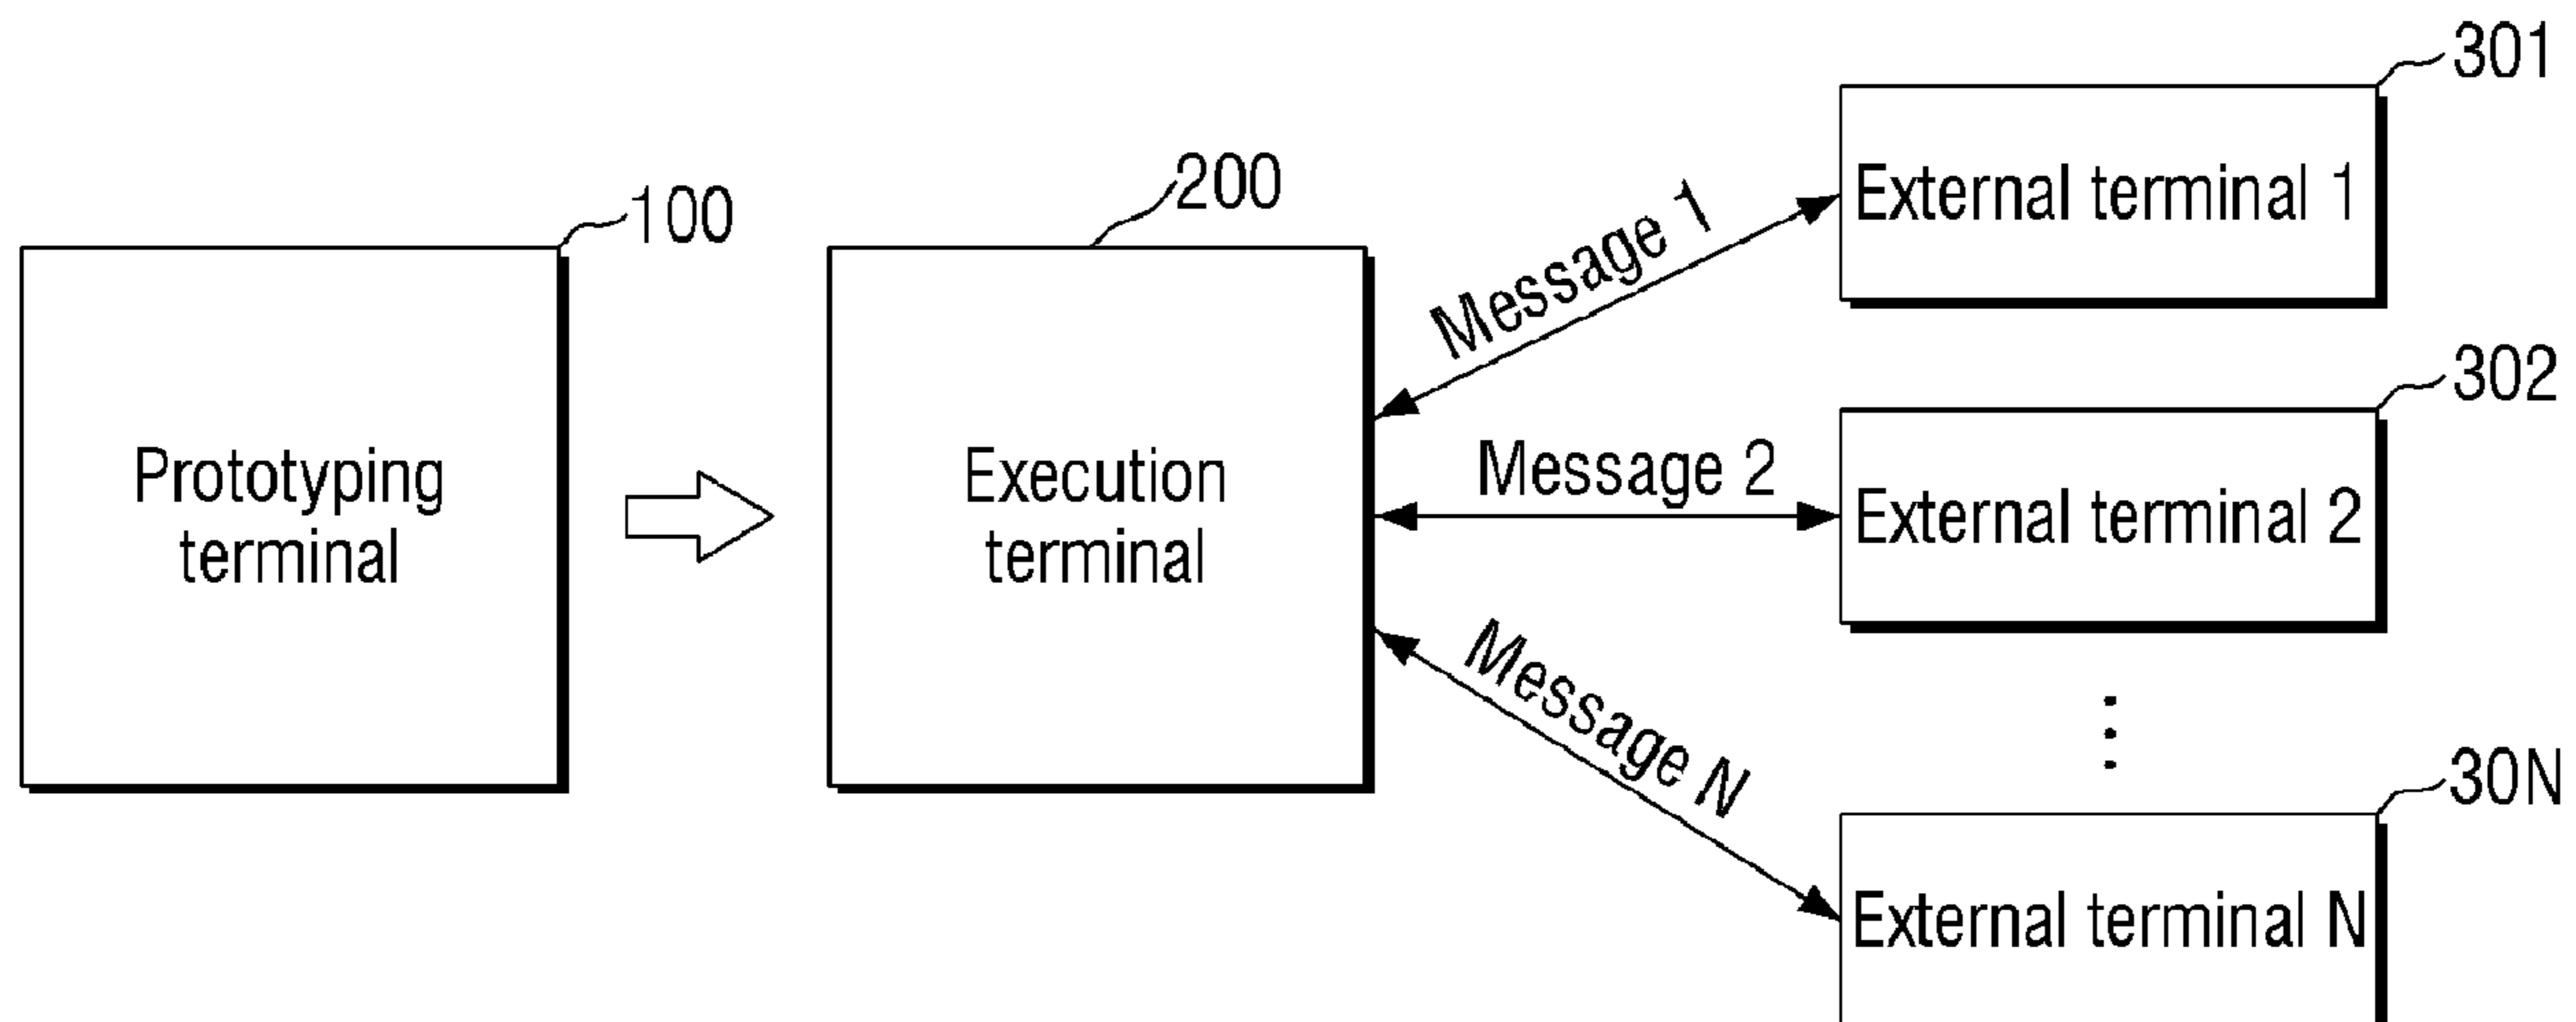 100
Prototyping
terminal
200
Execution
terminal
Message 1
Message 2
Message N
301
External terminal 1
302
External terminal 2
30N
External terminal N